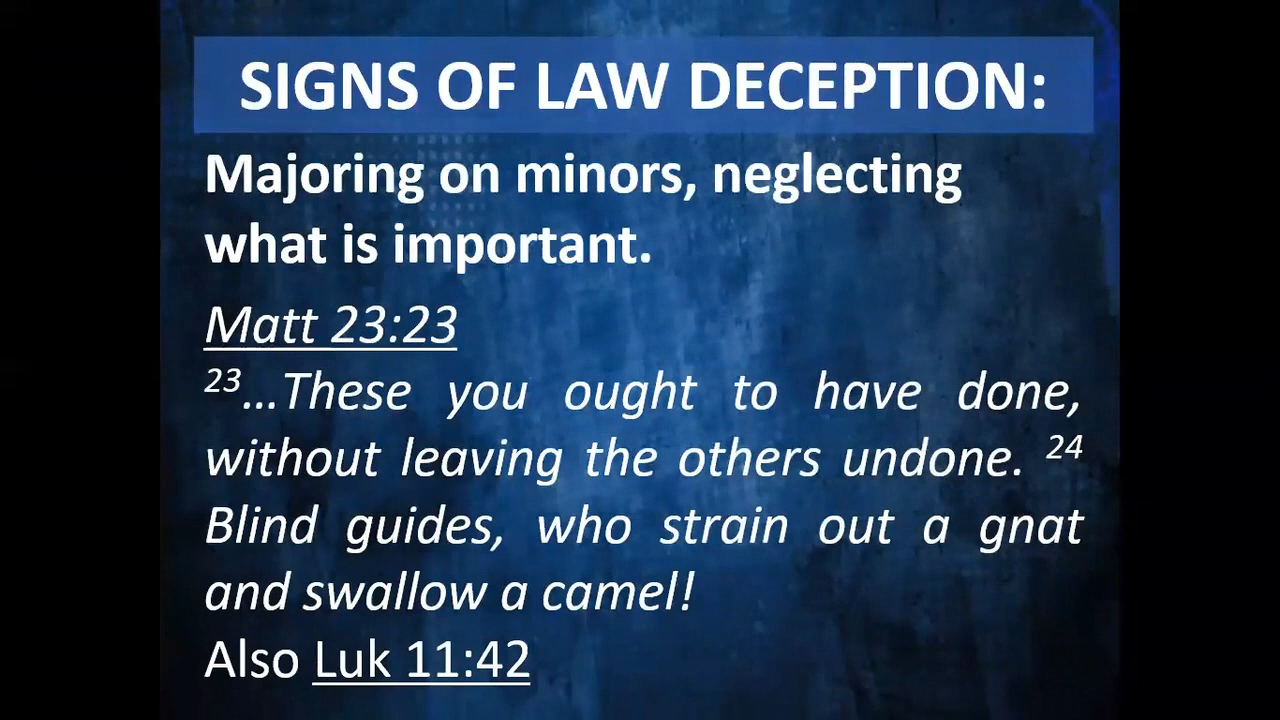 SIGNS OF LAW DECEPTION:
Majoring on minors, neglecting
what is important.
Matt 23:23
23...These you ought to have done,
without leaving the others undone. 24
Blind guides, who strain out a gnat
and swallow a camel!
Also Luk 11:42